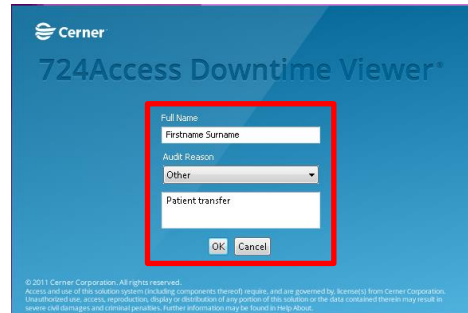 Cerner
724Access Downtime Viewer®
Full Name
Firstname Surname
Audit Reason
Other
Patient transfer
OK Cancel
© 2011 Cerner Corporation. All rights reserved.
Access and use of this solution system (including components thereof) require, and are governed by, license(s) from Cerner Corporation.
Unauthorized use, access, reproduction, display or distribution of any portion of this solution or the data contained therein may result in
severe civil damages and criminal penalties. Further information may be found in Help About.